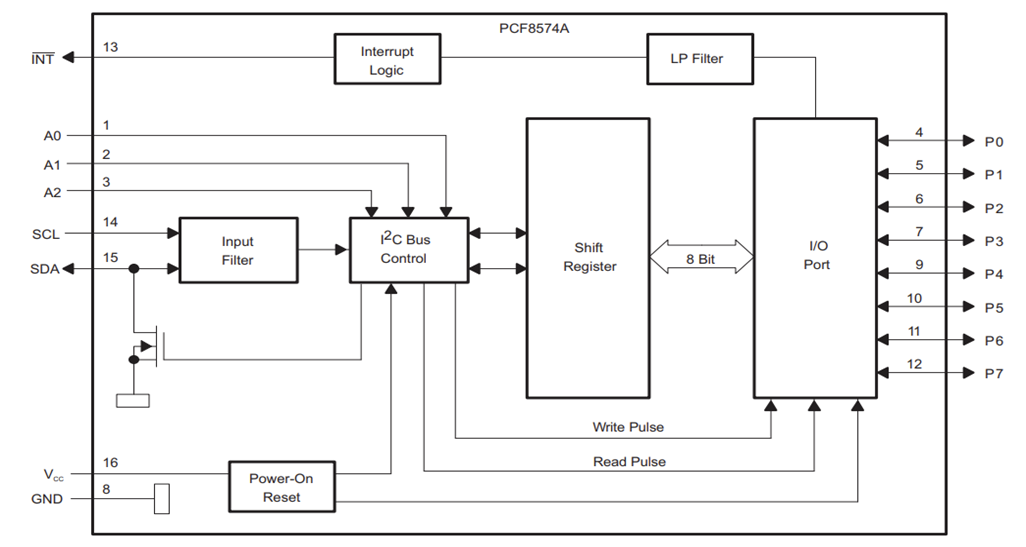 PCF8574A
INT 13 Interrupt Logic LP Filter
A0 1
A1 2
A2 3
SCL 14
SDA 15
Input
Filter
I2C Bus
Control
Shift
Register
8 Bit
I/O
Port
4 P0
5 P1
6 P2
7 P3
9 P4
10 P5
11 P6
12 P7
Write Pulse
Read Pulse
Vcc 16
GND 8
Power-On
Reset